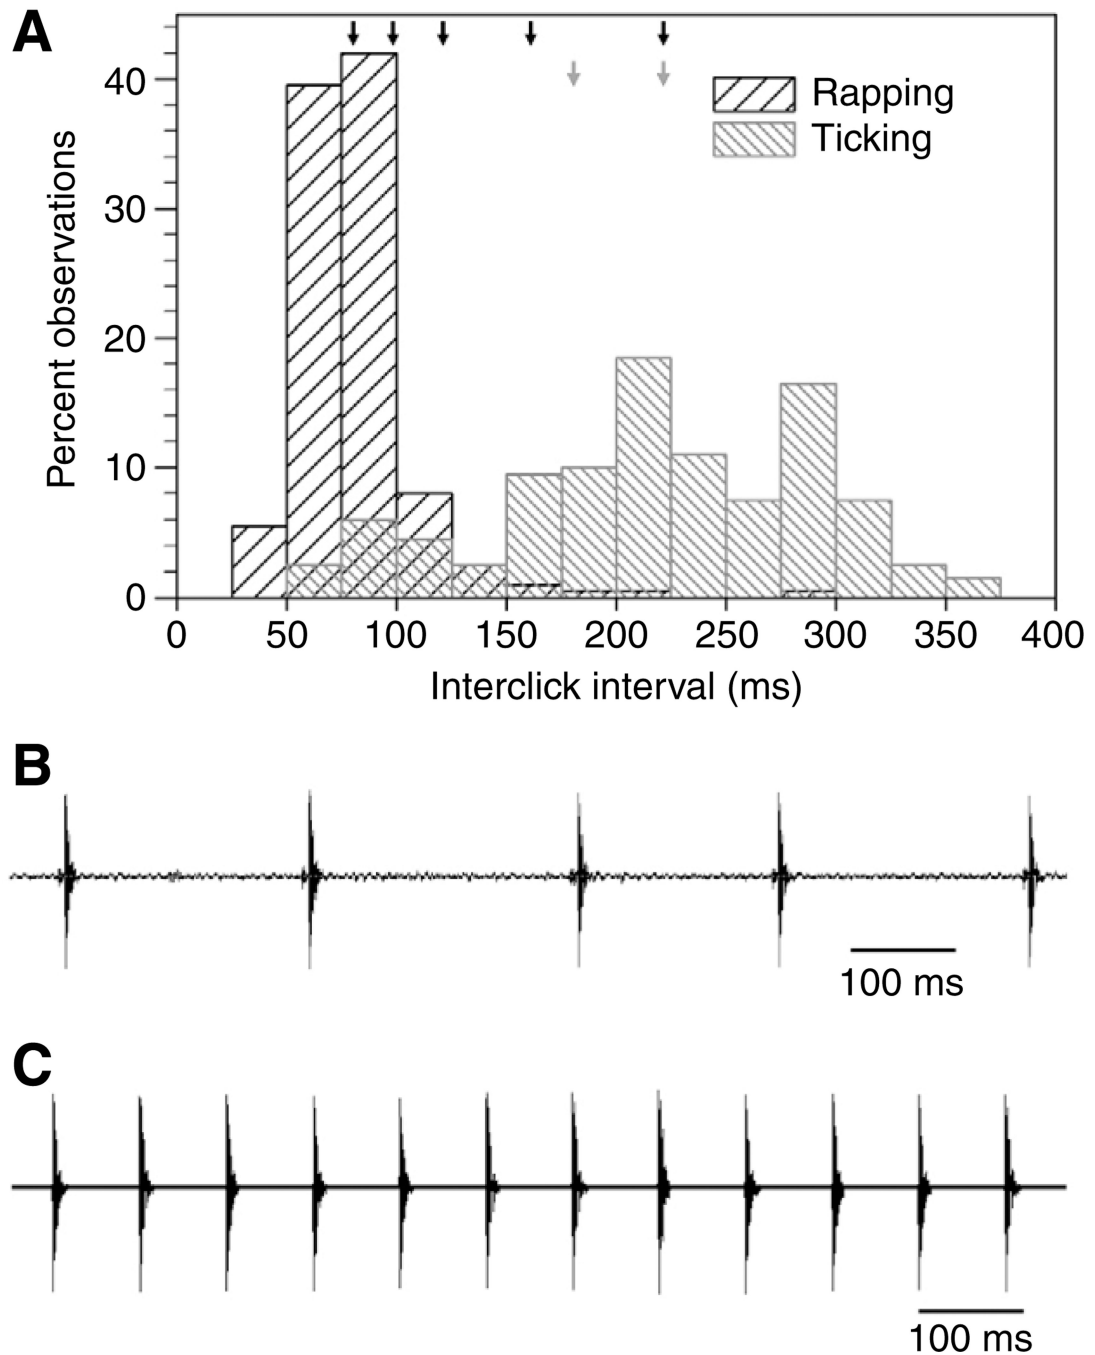 A
Percent observations
40
30
20
10
0
Rapping
Ticking
0 50 100 150 200 250 300 350 400
Interclick interval (ms)
B
100 ms
C
100 ms